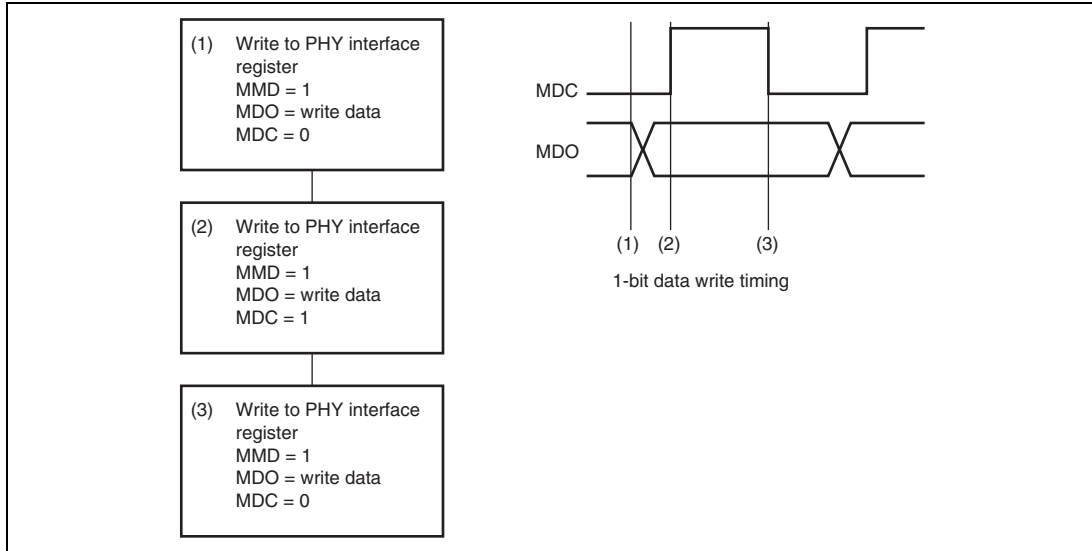 (1) Write to PHY interface
register
MMD = 1
MDO = write data
MDC = 0
(2) Write to PHY interface
register
MMD = 1
MDO = write data
MDC = 1
(3) Write to PHY interface
register
MMD = 1
MDO = write data
MDC = 0
MDC
MDO
(1) (2) (3)
1-bit data write timing